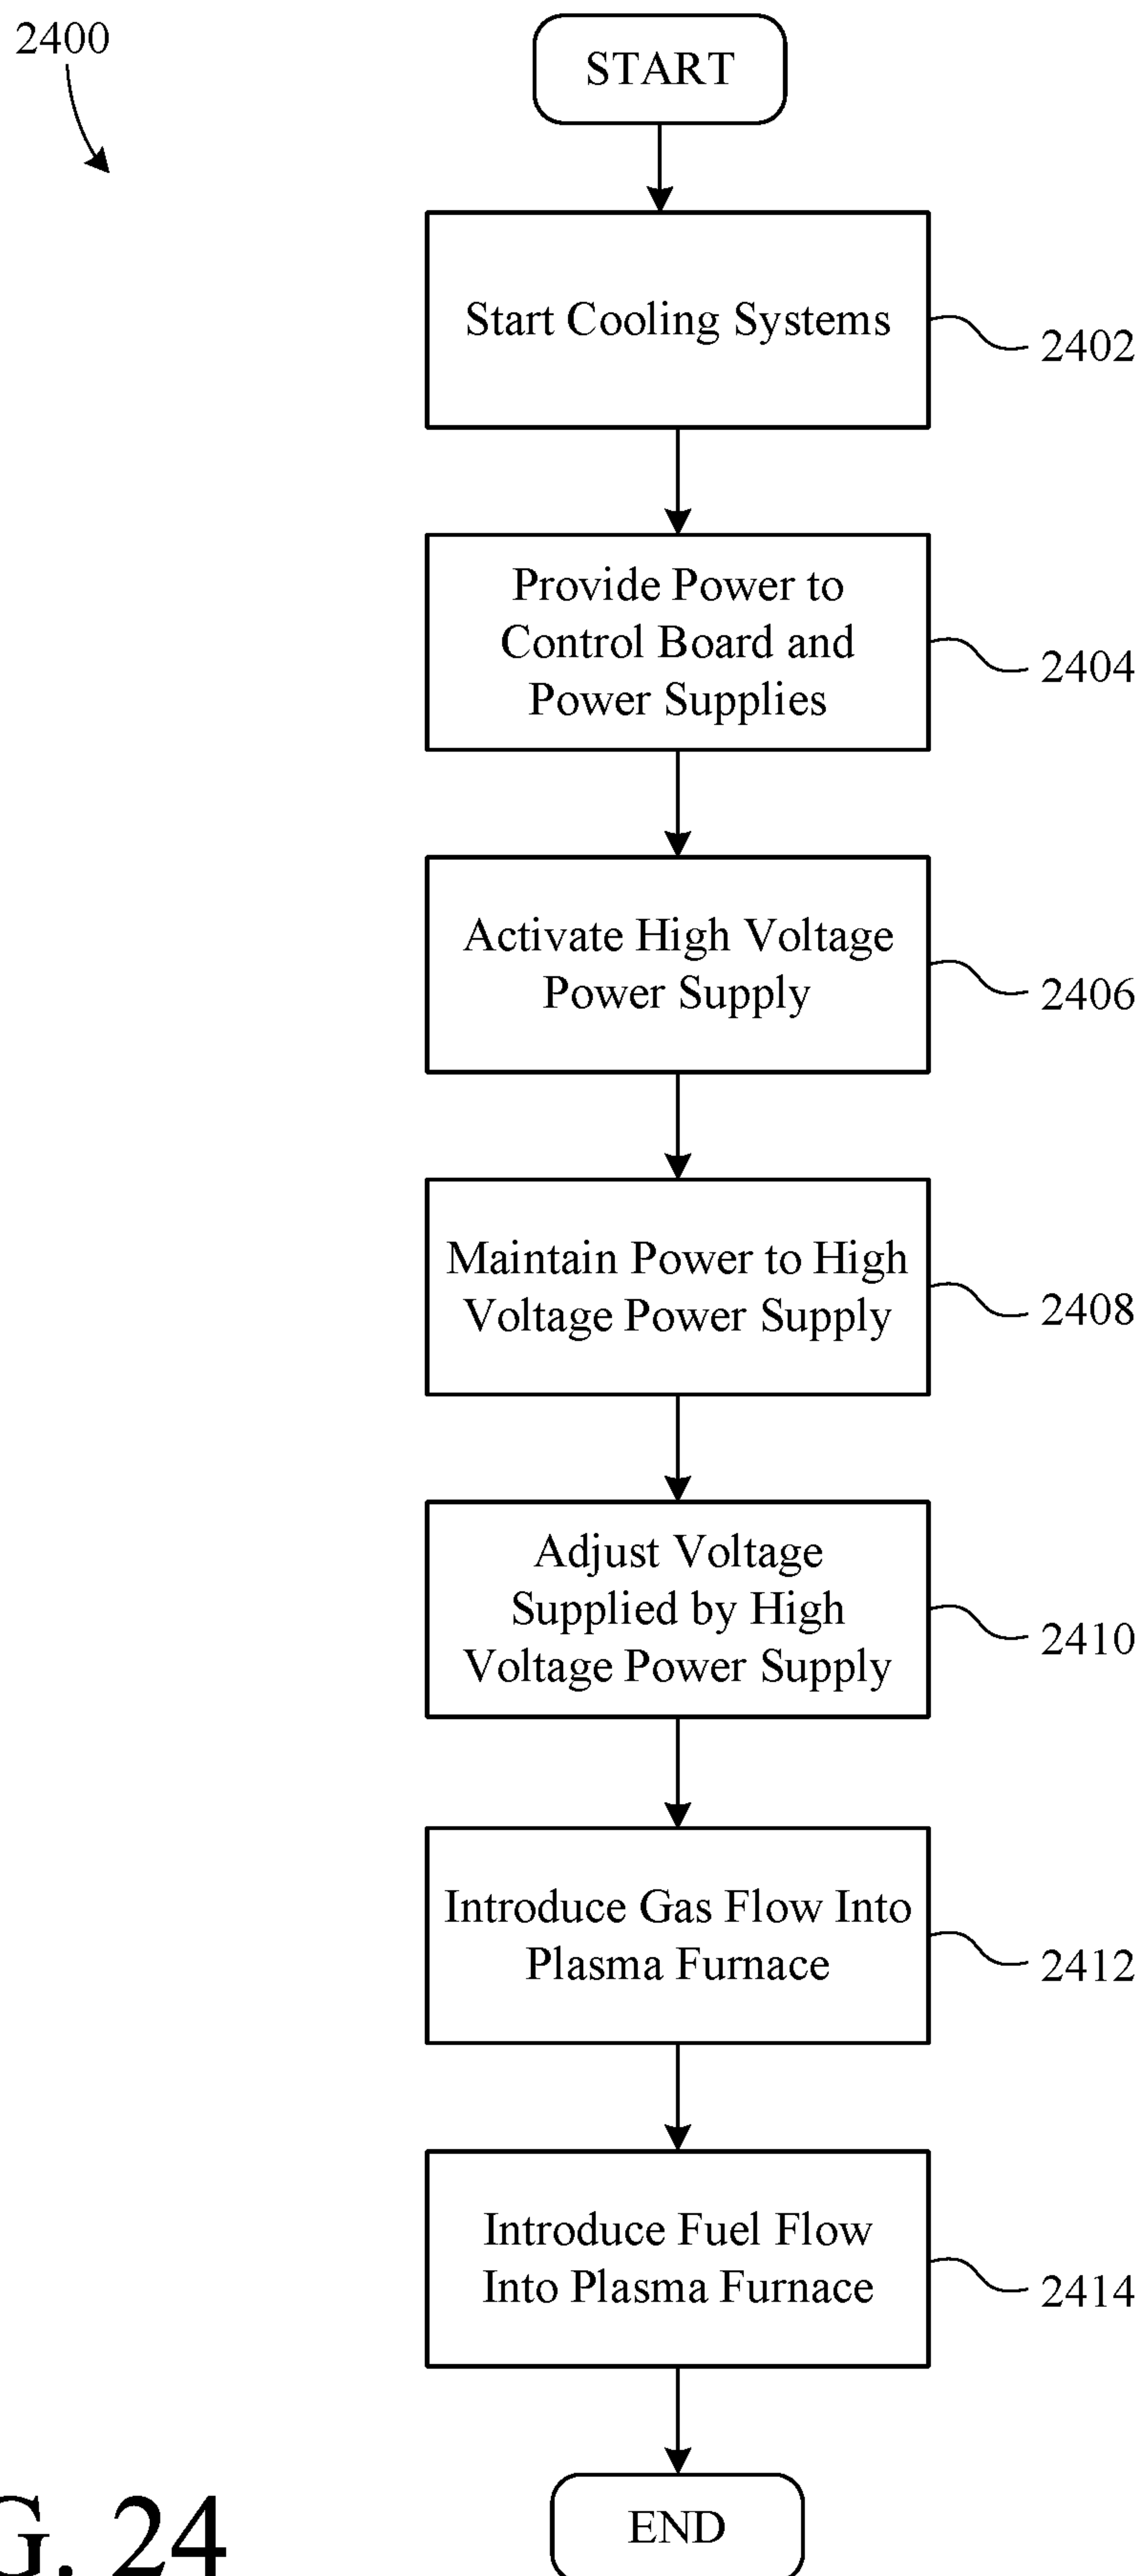 2400
START
Start Cooling Systems
2402
Provide Power to
Control Board and
Power Supplies
2404
Activate High Voltage
Power Supply
2406
Maintain Power to High
Voltage Power Supply
2408
Adjust Voltage
Supplied by High
Voltage Power Supply
2410
Introduce Gas Flow Into
Plasma Furnace
2412
Introduce Fuel Flow
Into Plasma Furnace
2414
END
G. 24